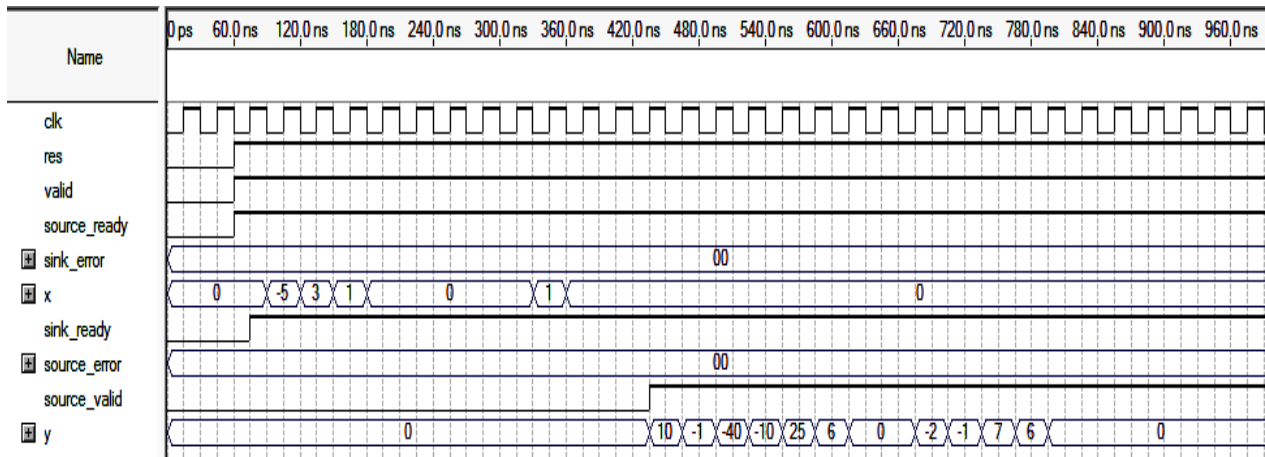 Name
0 ps 60.0 ns 120.0 ns 180.0 ns 240.0 ns 300.0 ns 360.0 ns 420.0 ns 480.0 ns 540.0 ns 600.0 ns 660.0 ns 720.0 ns 780.0 ns 840.0 ns 900.0 ns 960.0 ns
clk
res
valid
source_ready
sink_error 00
x 0 -5 3 1 0 1 0
sink_ready
source_error 00
source_valid
y 0 10 -1 -40 -10 25 6 0 -2 -1 7 6 0